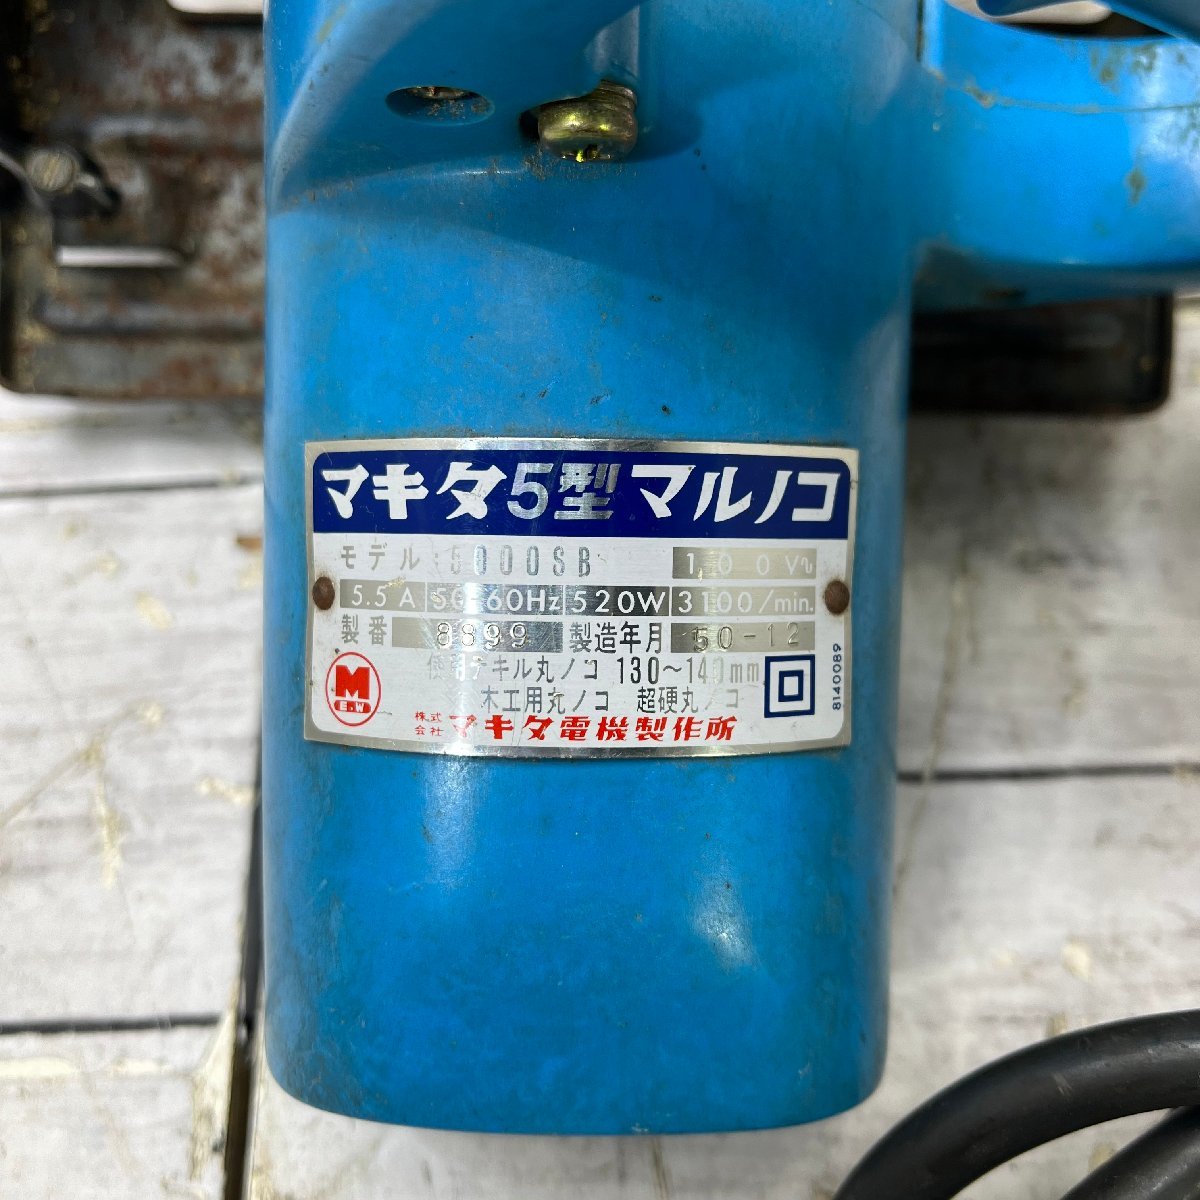 マキタ5型マルノコ
モデル:5000SB 100V∿
5.5A 50-60Hz 520W 3100/min.
製番 8899 製造年月 50-12
使用デキル丸ノコ 130~140mm
木工用丸ノコ 超硬丸ノコ
M
E.W
株式会社 マキタ電機製作所
8140089